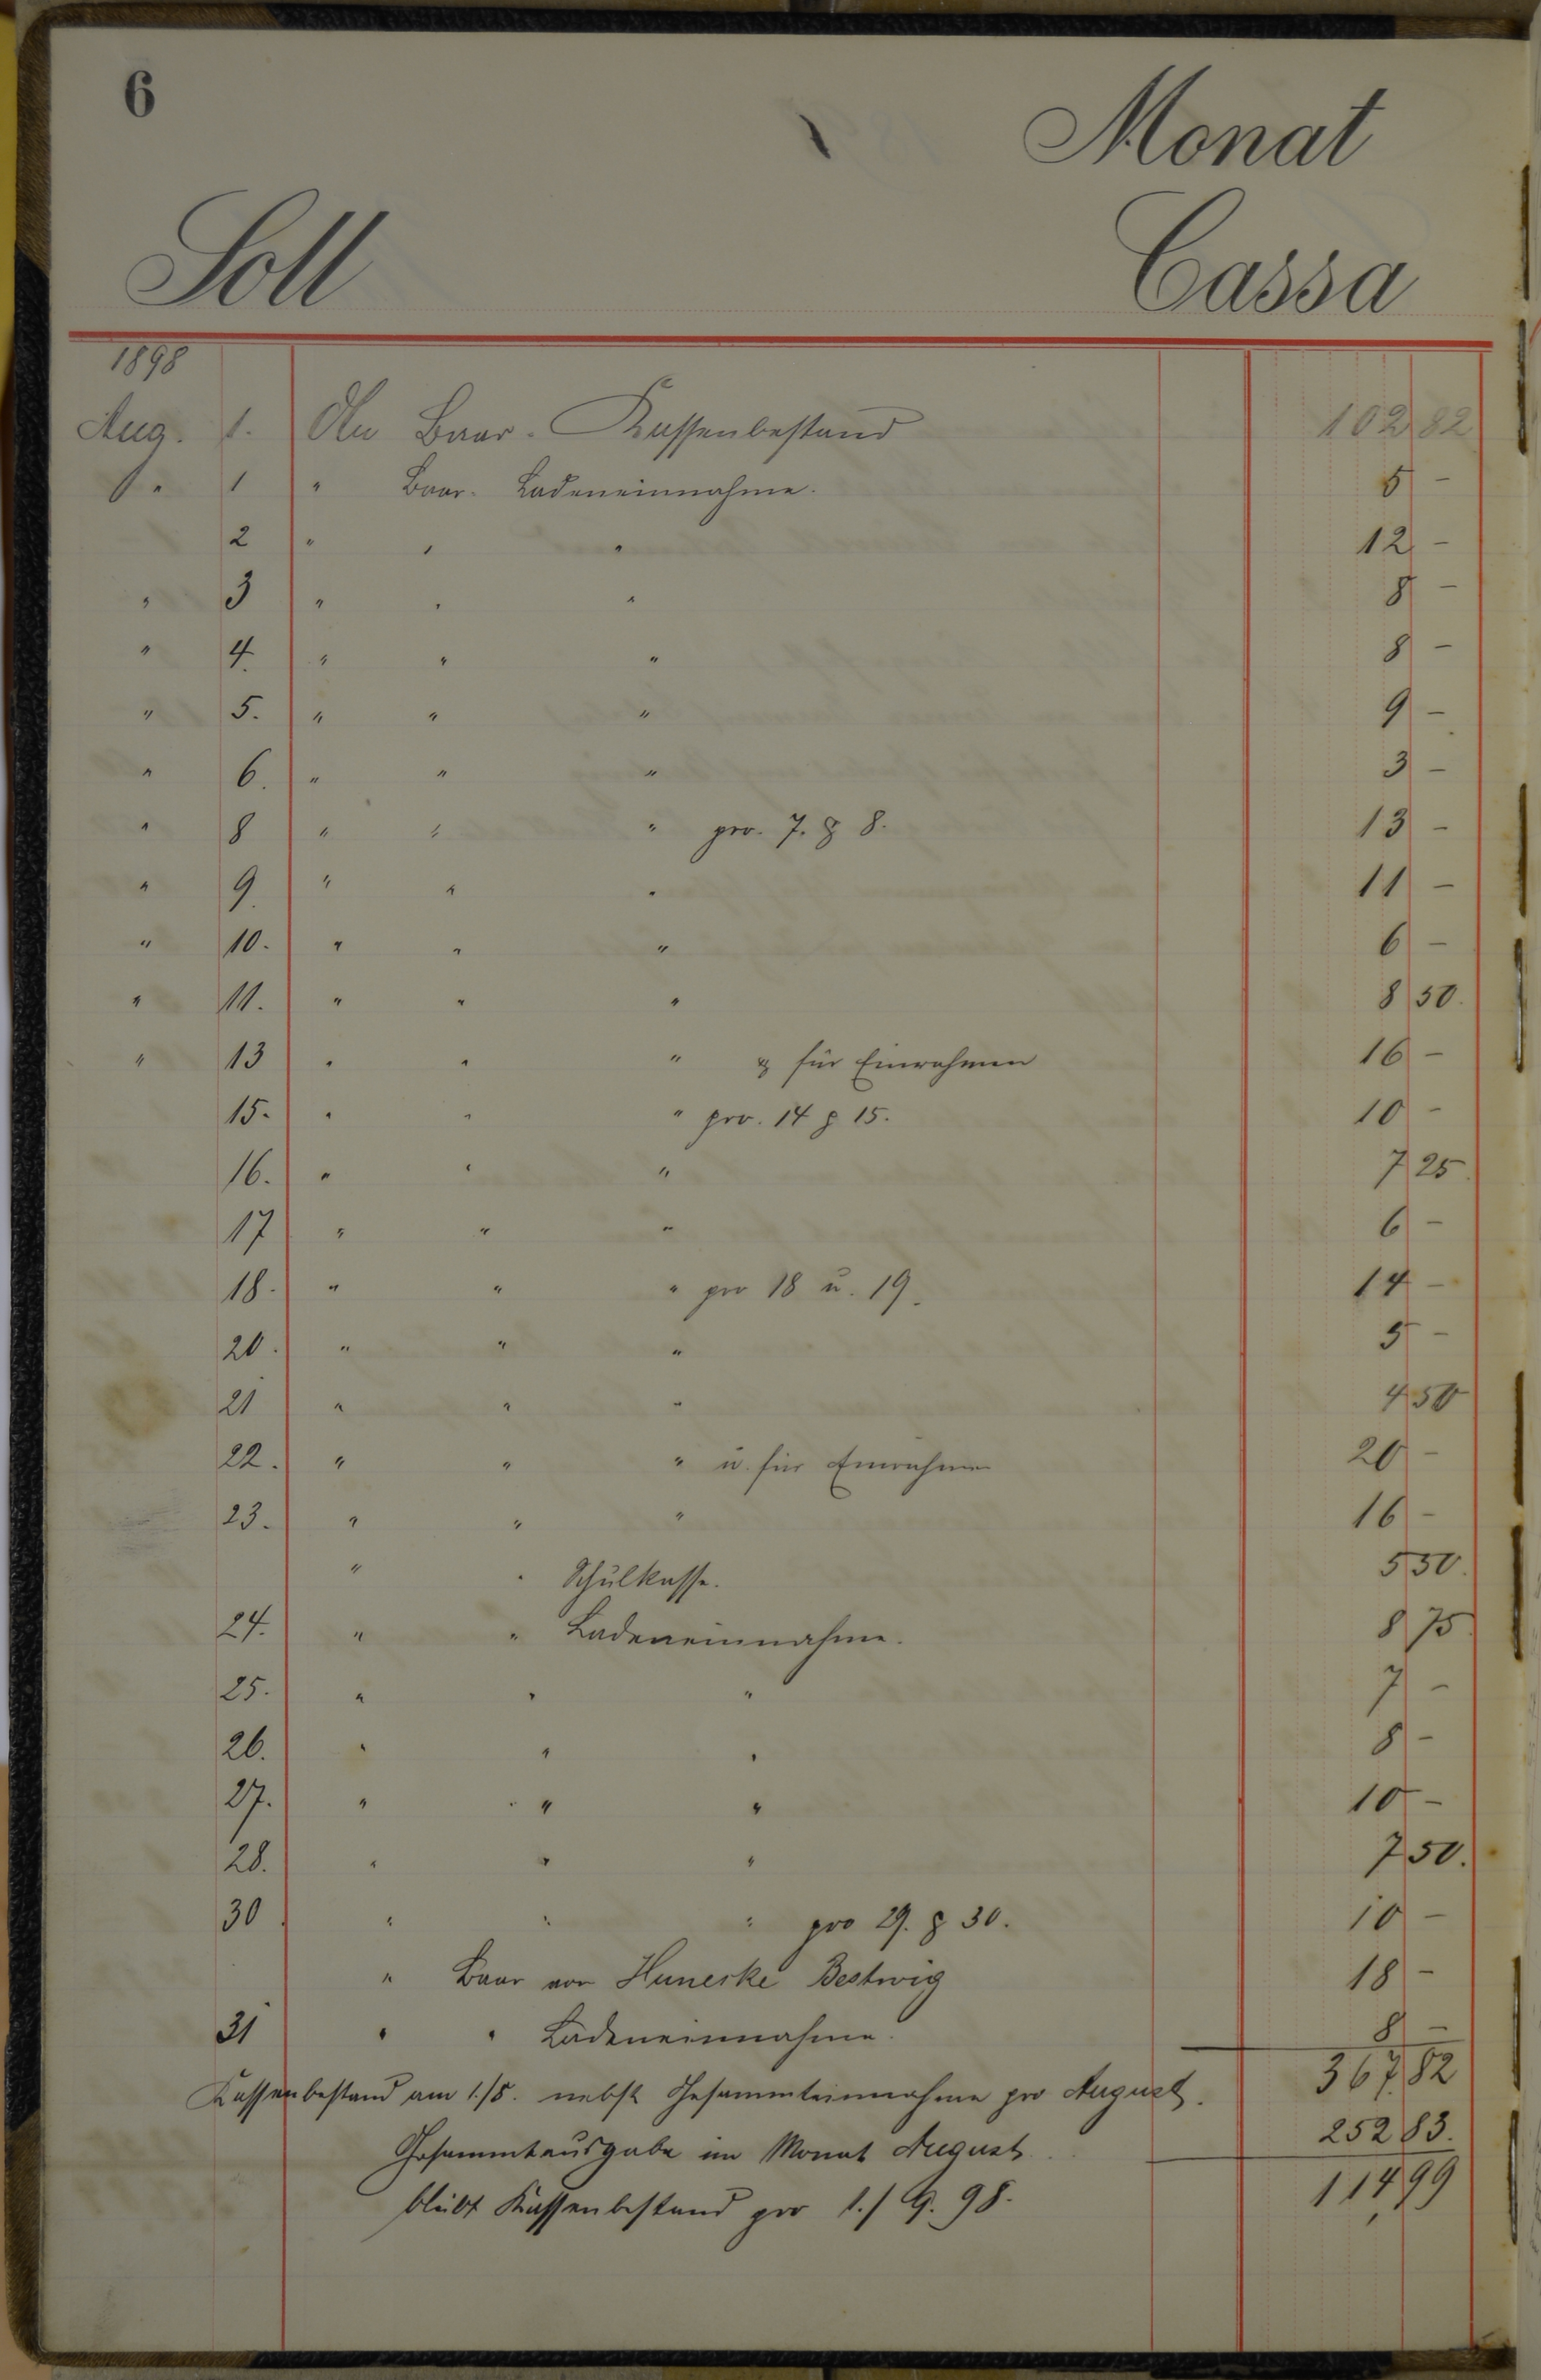 6
Monat
Soll Cassa
1898
Aug. 1. An Baar-Kassenbestand 102 82
" 1 " Baar-Ladeneinnahme. 5 -
2 " " " 12 -
" 3 " " " 8 -
" 4. " " " 8 -
" 5. " " " 9 -
" 6. " " " 3 -
" 8 " " " pro. 7. & 8. 13 -
" 9. " " " 11 -
" 10. " " " 6 -
" 11. " " " 8 50.
" 13 " " " & für Einrahmen 16 -
15. " " " pro. 14 & 15. 10 -
16. " " " 7 25
17 " " " 6 -
18. " " " pro 18 u. 19. 14 -
20. " " " 5 -
21 " " " 4 50
22. " " " u. für Einrahmen 20 -
23. " " " 16 -
" " Schulkasse. 5 50.
24. " " Ladeneinnahme. 8 75
25. " " " 7 -
26. " " " 8 -
27. " " " 10 -
28. " " " 7 50.
30 " " " pro 29. & 30. 10 -
" Baar von Huneske Bestwig 18 -
31 " " Ladeneinnahme. 8 -
Kassenbestand am 1./8. nebst Gesammteinnahme pro August. 367.82
Gesammtausgabe im Monat August 252 83.
bleibt Kassenbestand pro 1./9. 98. 114,99